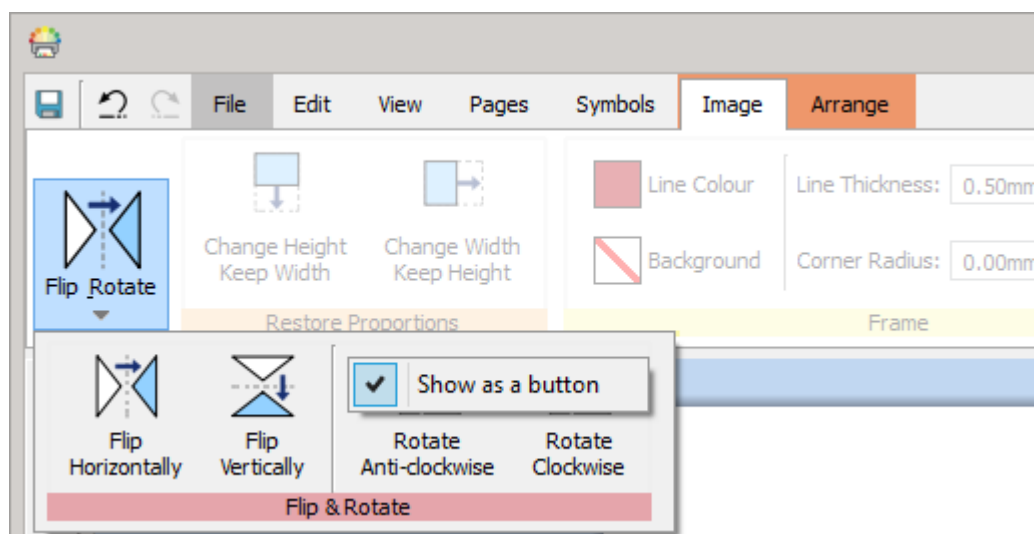 File Edit View Pages Symbols Image Arrange
Flip Rotate
Change Height
Keep Width
Change Width
Keep Height
Restore Proportions
Line Colour
Background
Line Thickness: 0.50mm
Corner Radius: 0.00mm
Frame
Show as a button
Flip
Horizontally
Flip
Vertically
Rotate
Anti-clockwise
Rotate
Clockwise
Flip & Rotate